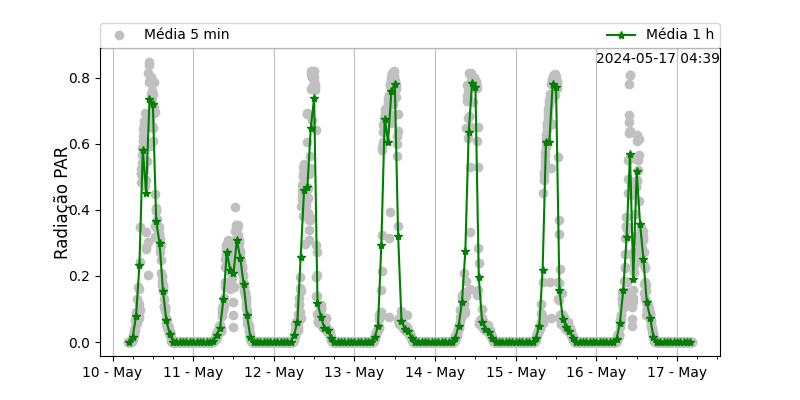 Média 5 min
Média 1 h
2024-05-17 04:39
Radiação PAR
0.8
0.6
0.4
0.2
0.0
10 - May
11 - May
12 - May
13 - May
14 - May
15 - May
16 - May
17 - May